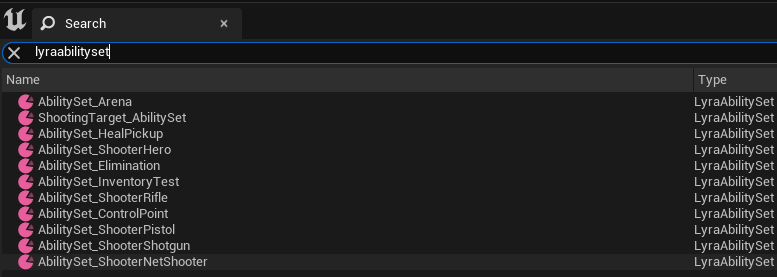 Search
lyraabilityset
Name Type
AbilitySet_Arena LyraAbilitySet
ShootingTarget_AbilitySet LyraAbilitySet
AbilitySet_HealPickup LyraAbilitySet
AbilitySet_ShooterHero LyraAbilitySet
AbilitySet_Elimination LyraAbilitySet
AbilitySet_InventoryTest LyraAbilitySet
AbilitySet_ShooterRifle LyraAbilitySet
AbilitySet_ControlPoint LyraAbilitySet
AbilitySet_ShooterPistol LyraAbilitySet
AbilitySet_ShooterShotgun LyraAbilitySet
AbilitySet_ShooterNetShooter LyraAbilitySet